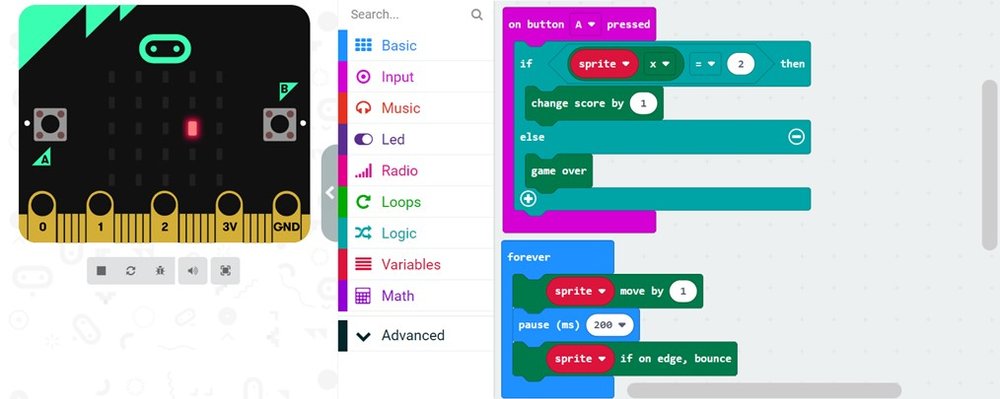 B
A
0 1 2 3V GND
Search...
Basic
Input
Music
Led
Radio
Loops
Logic
Variables
Math
Advanced
on button A pressed
if sprite x = 2 then
change score by 1
else
game over
forever
sprite move by 1
pause (ms) 200
sprite if on edge, bounce